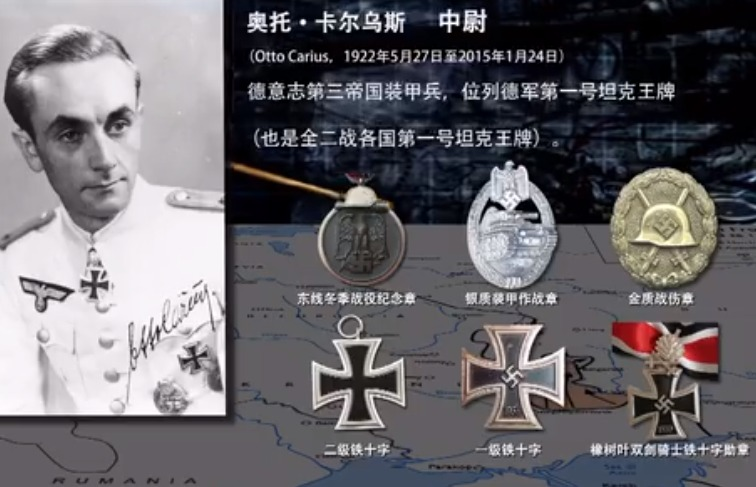 奥托·卡尔乌斯 中尉
（Otto Carius，1922年5月27日至2015年1月24日）
德意志第三帝国装甲兵，位列德军第一号坦克王牌
（也是全二战各国第一号坦克王牌）。
Otto Carius
东线冬季战役纪念章
银质装甲作战章
金质战伤章
二级铁十字
一级铁十字
橡树叶双剑骑士铁十字勋章
RUMANIA